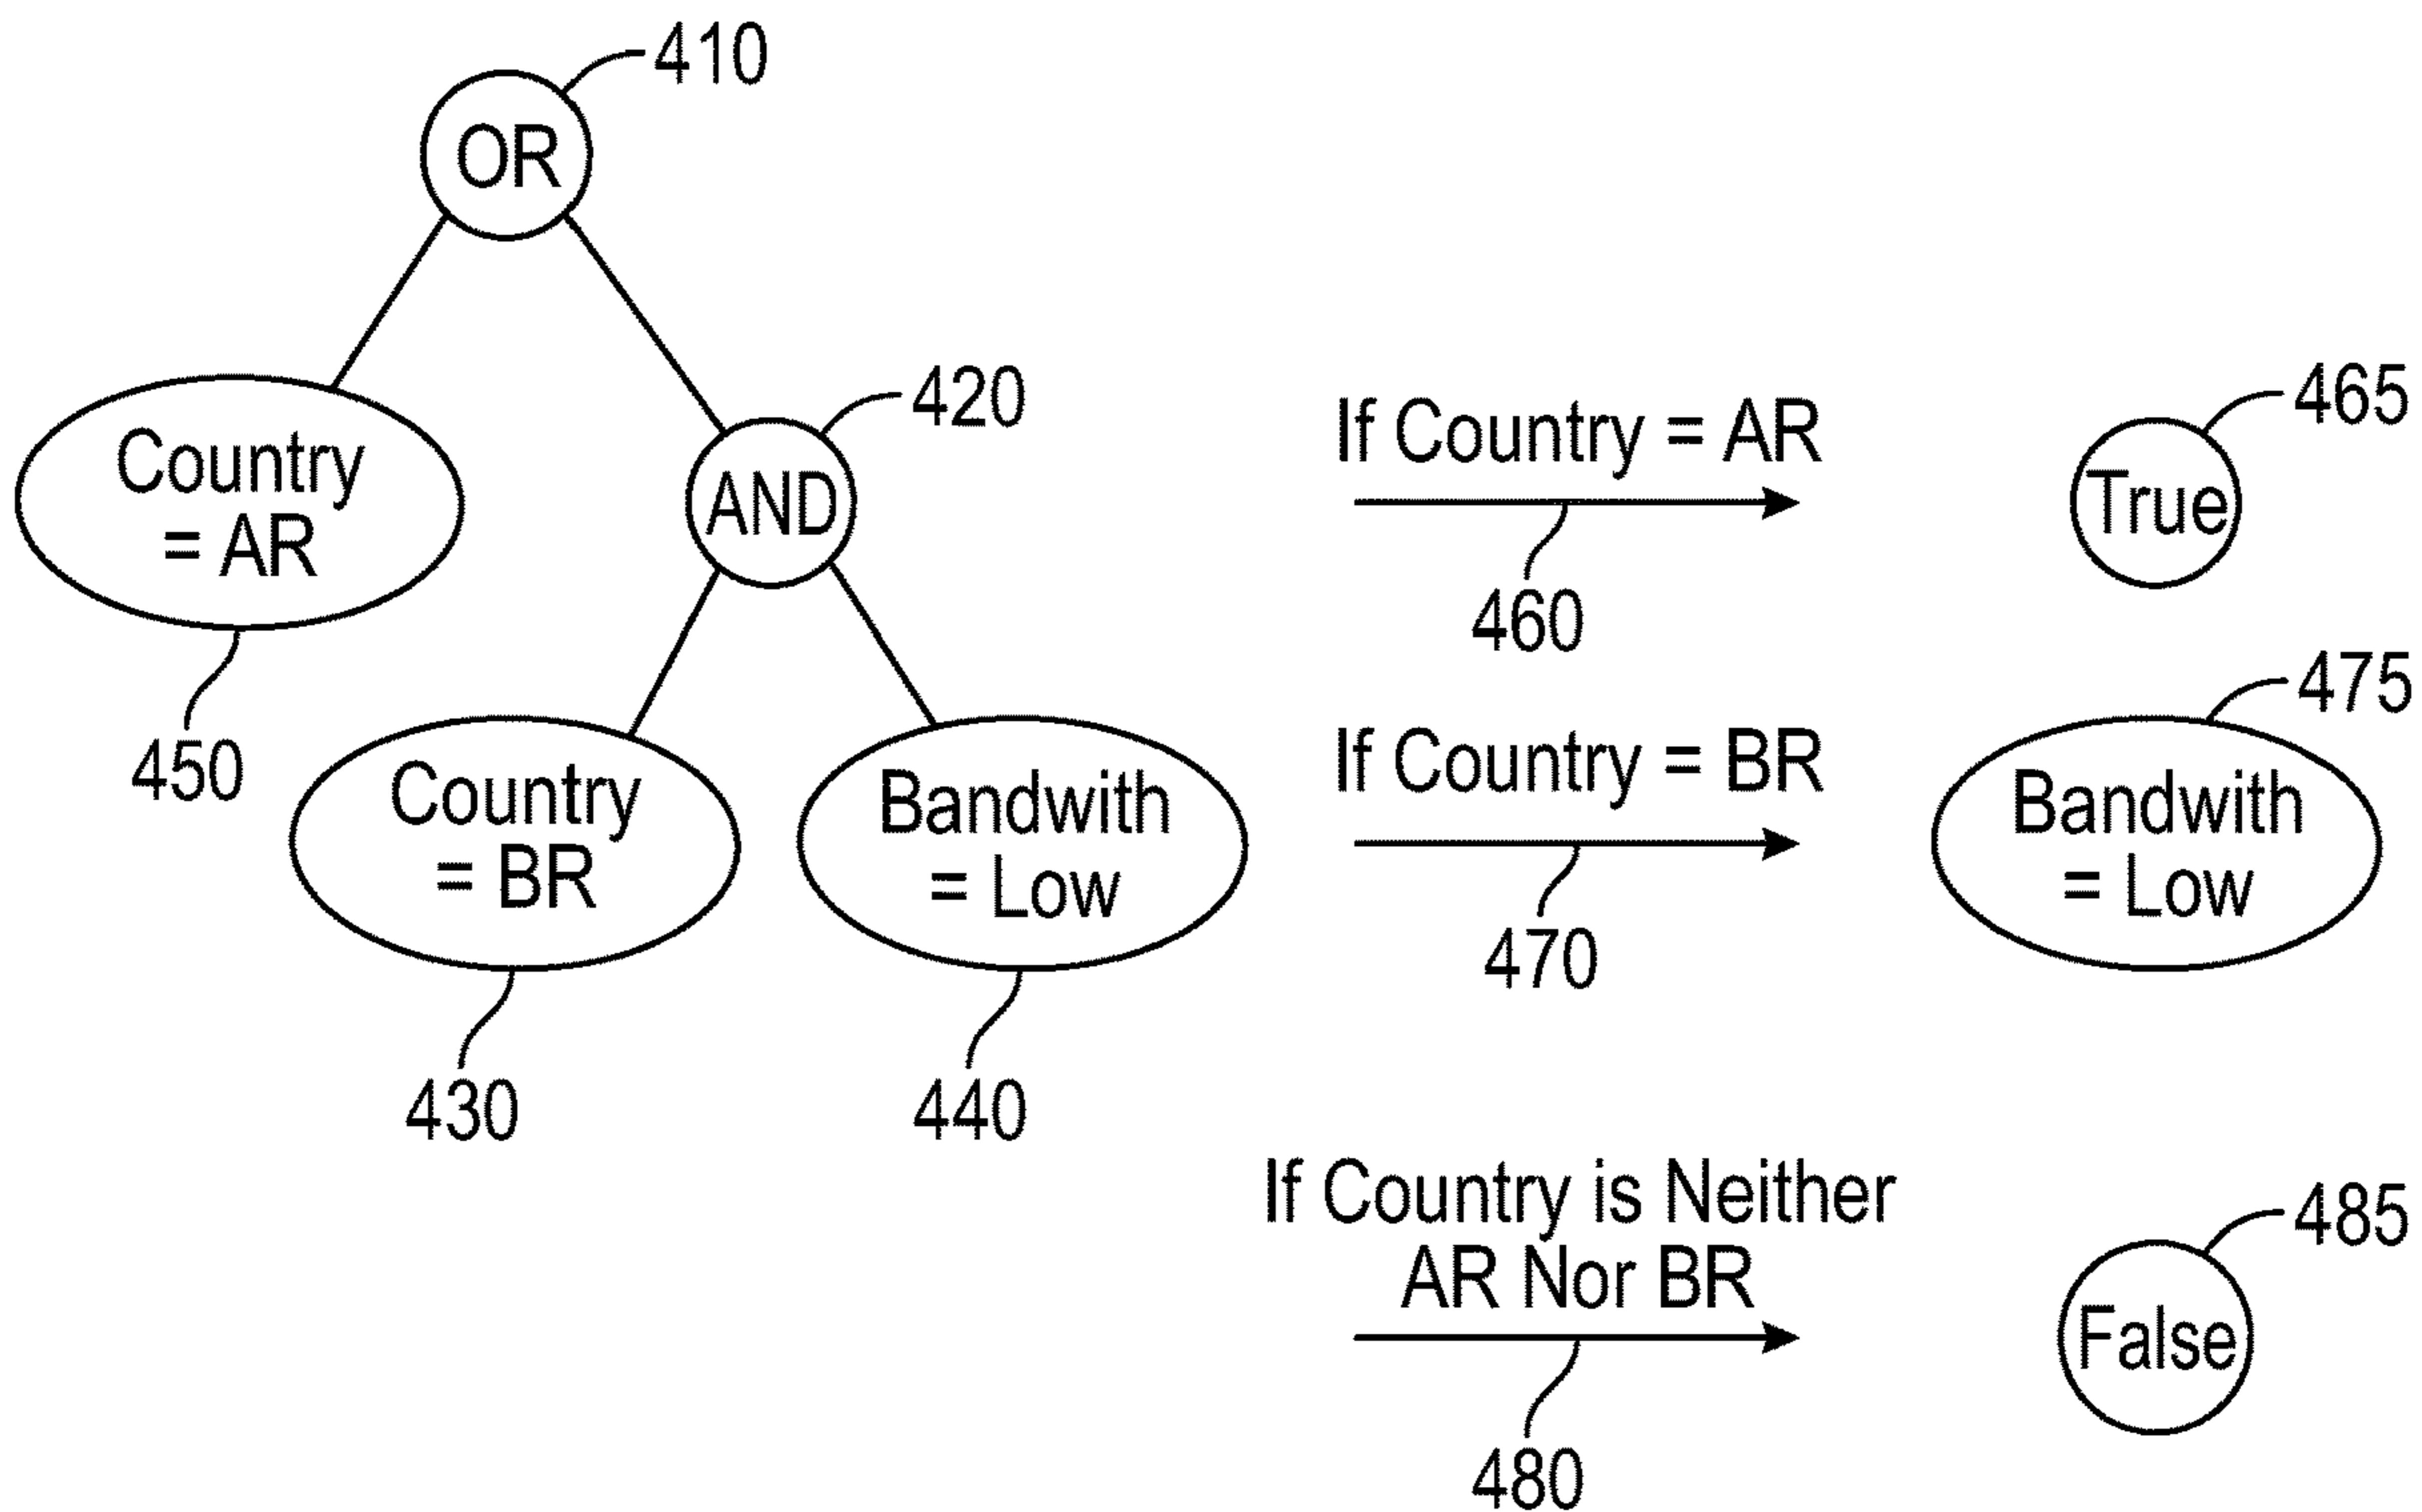 410
OR
420
Country
= AR
AND
450
Country
= BR
430
Bandwith
= Low
440
If Country = AR
460
465
True
If Country = BR
470
475
Bandwith
= Low
If Country is Neither
AR Nor BR
480
485
False